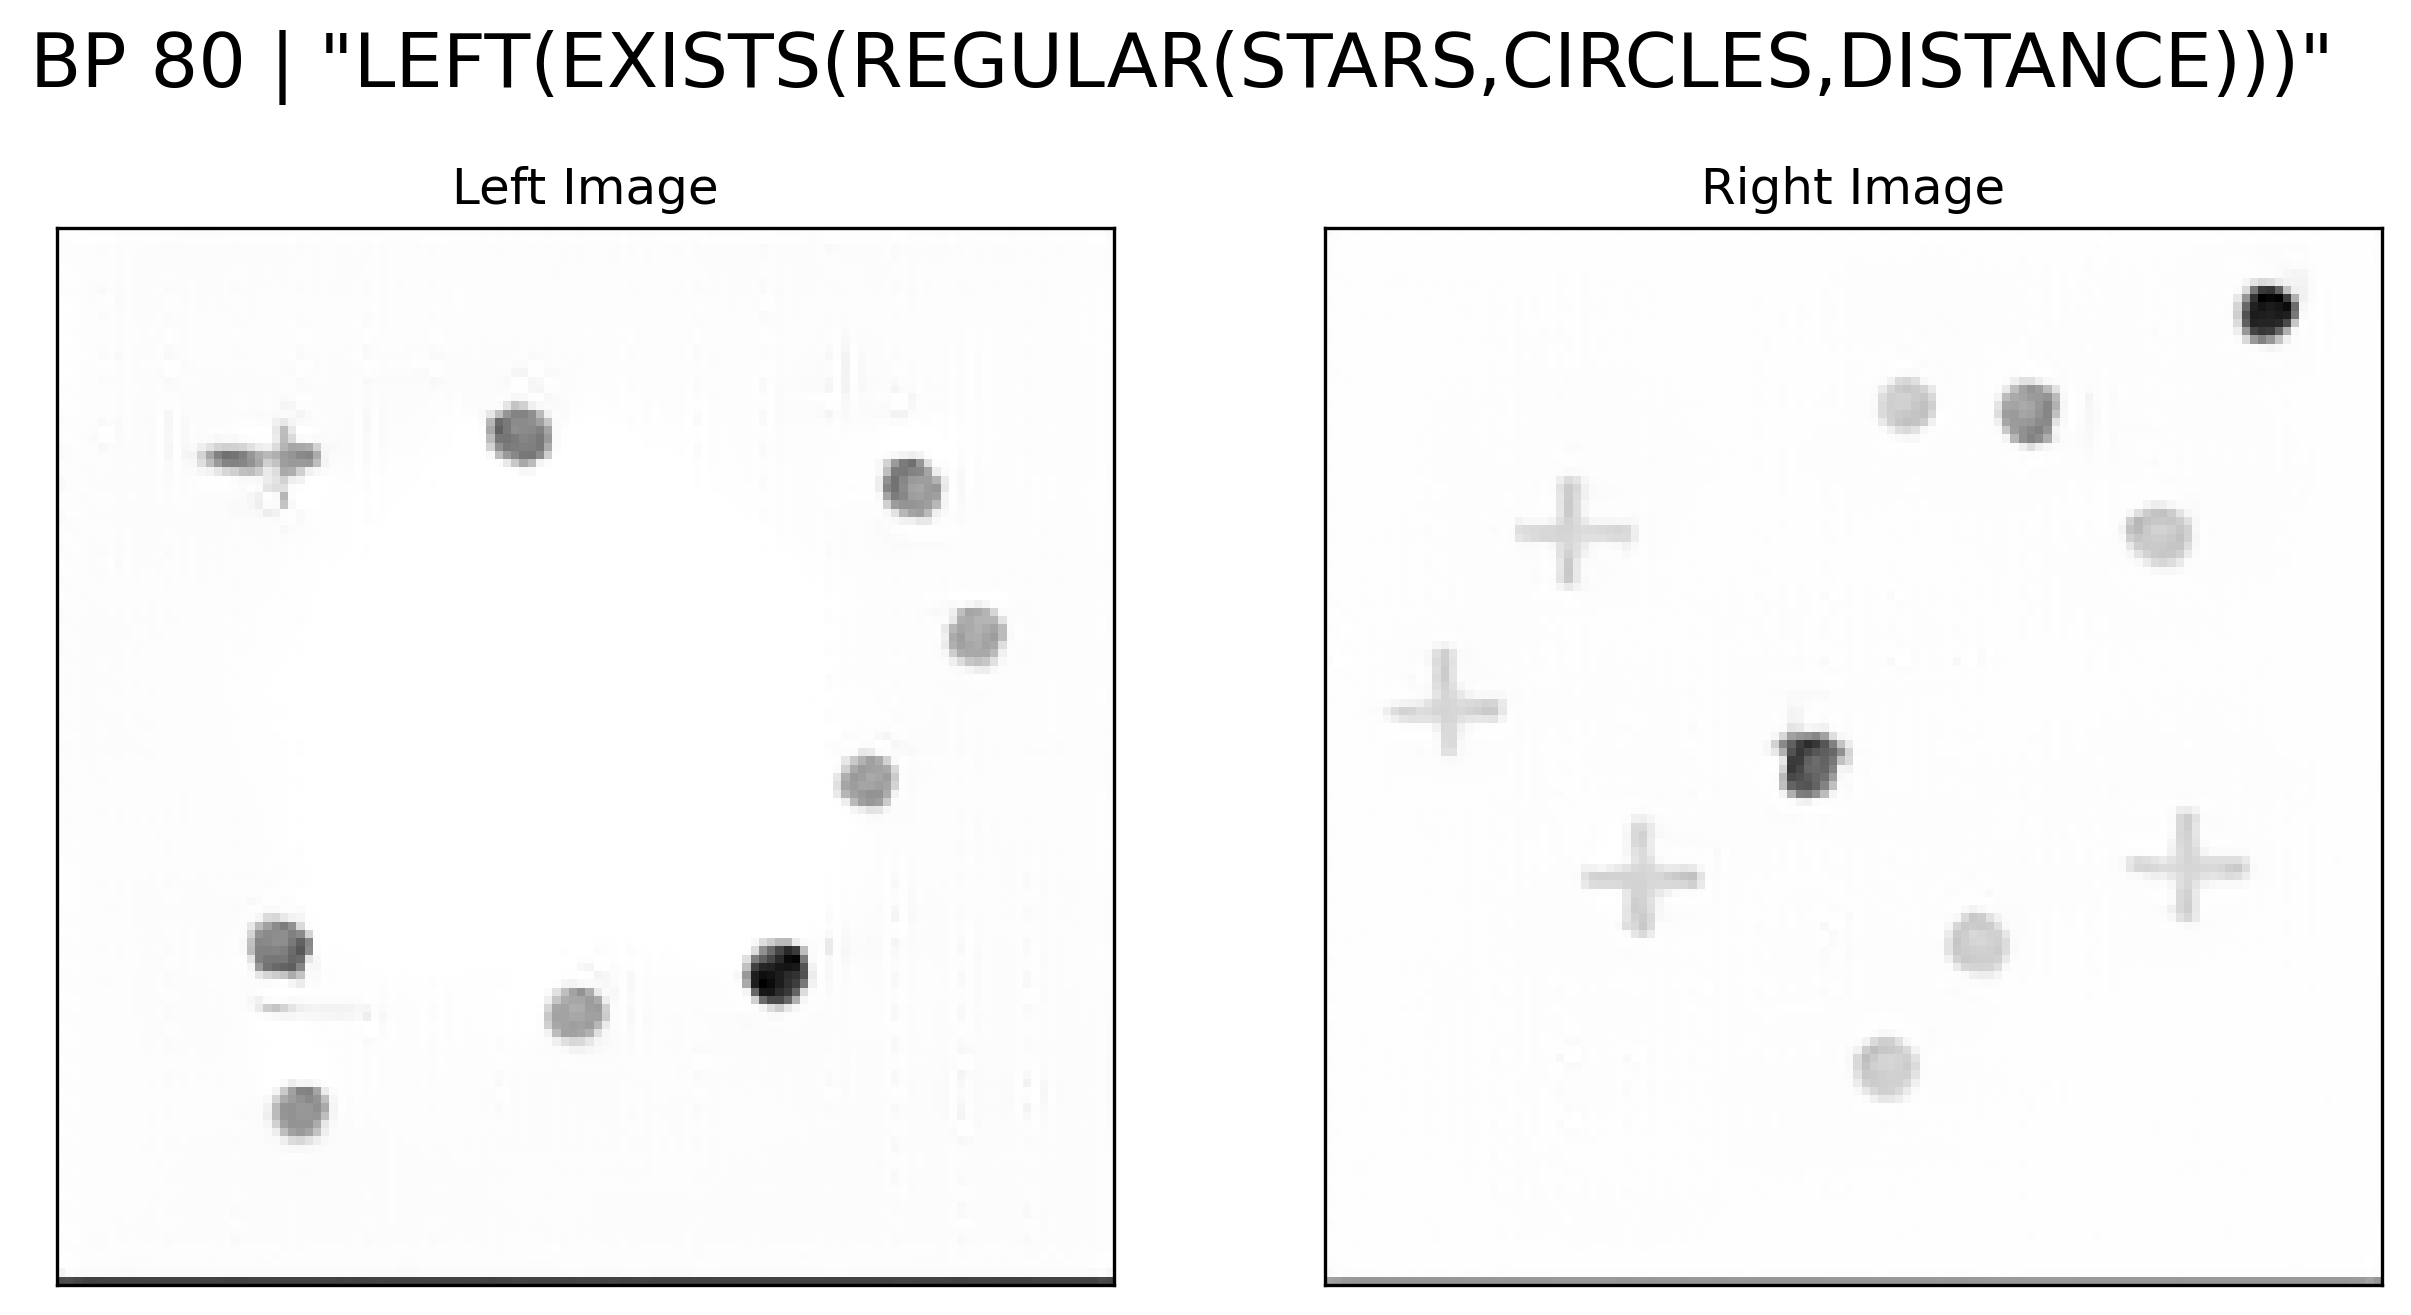 BP 80 | "LEFT(EXISTS(REGULAR(STARS,CIRCLES,DISTANCE)))"
Left Image
Right Image